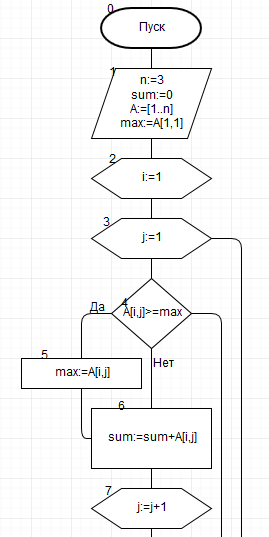 0
Пуск
1
n:=3
sum:=0
A:=[1..n]
max:=A[1,1]
2
i:=1
3
j:=1
4
A[i,j]>=max
Да
Нет
5
max:=A[i,j]
6
sum:=sum+A[i,j]
7
j:=j+1